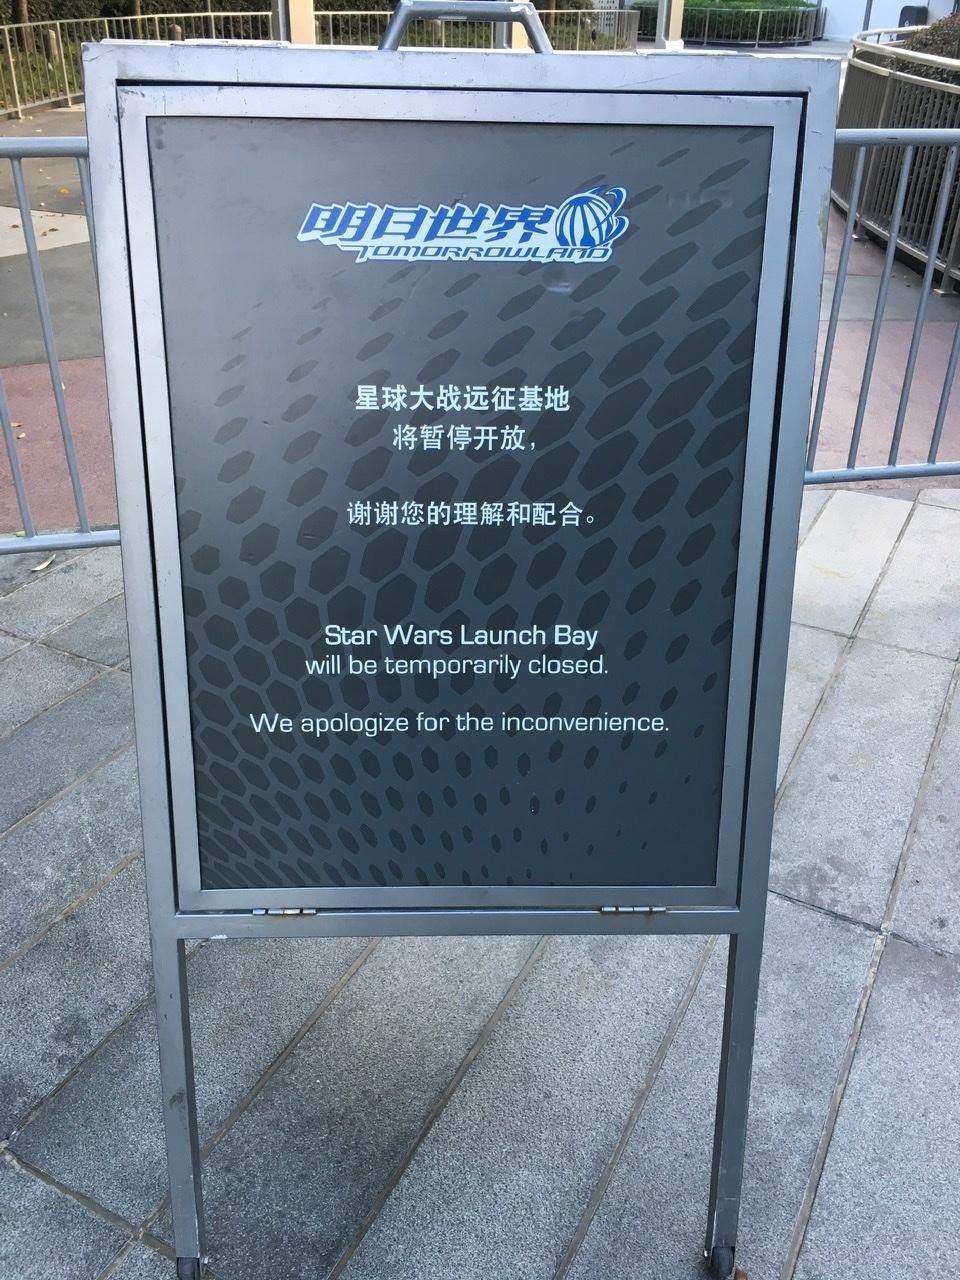 明日世界
TOMORROWLAND
星球大战远征基地
将暂停开放，
谢谢您的理解和配合。
Star Wars Launch Bay
will be temporarily closed.
We apologize for the inconvenience.